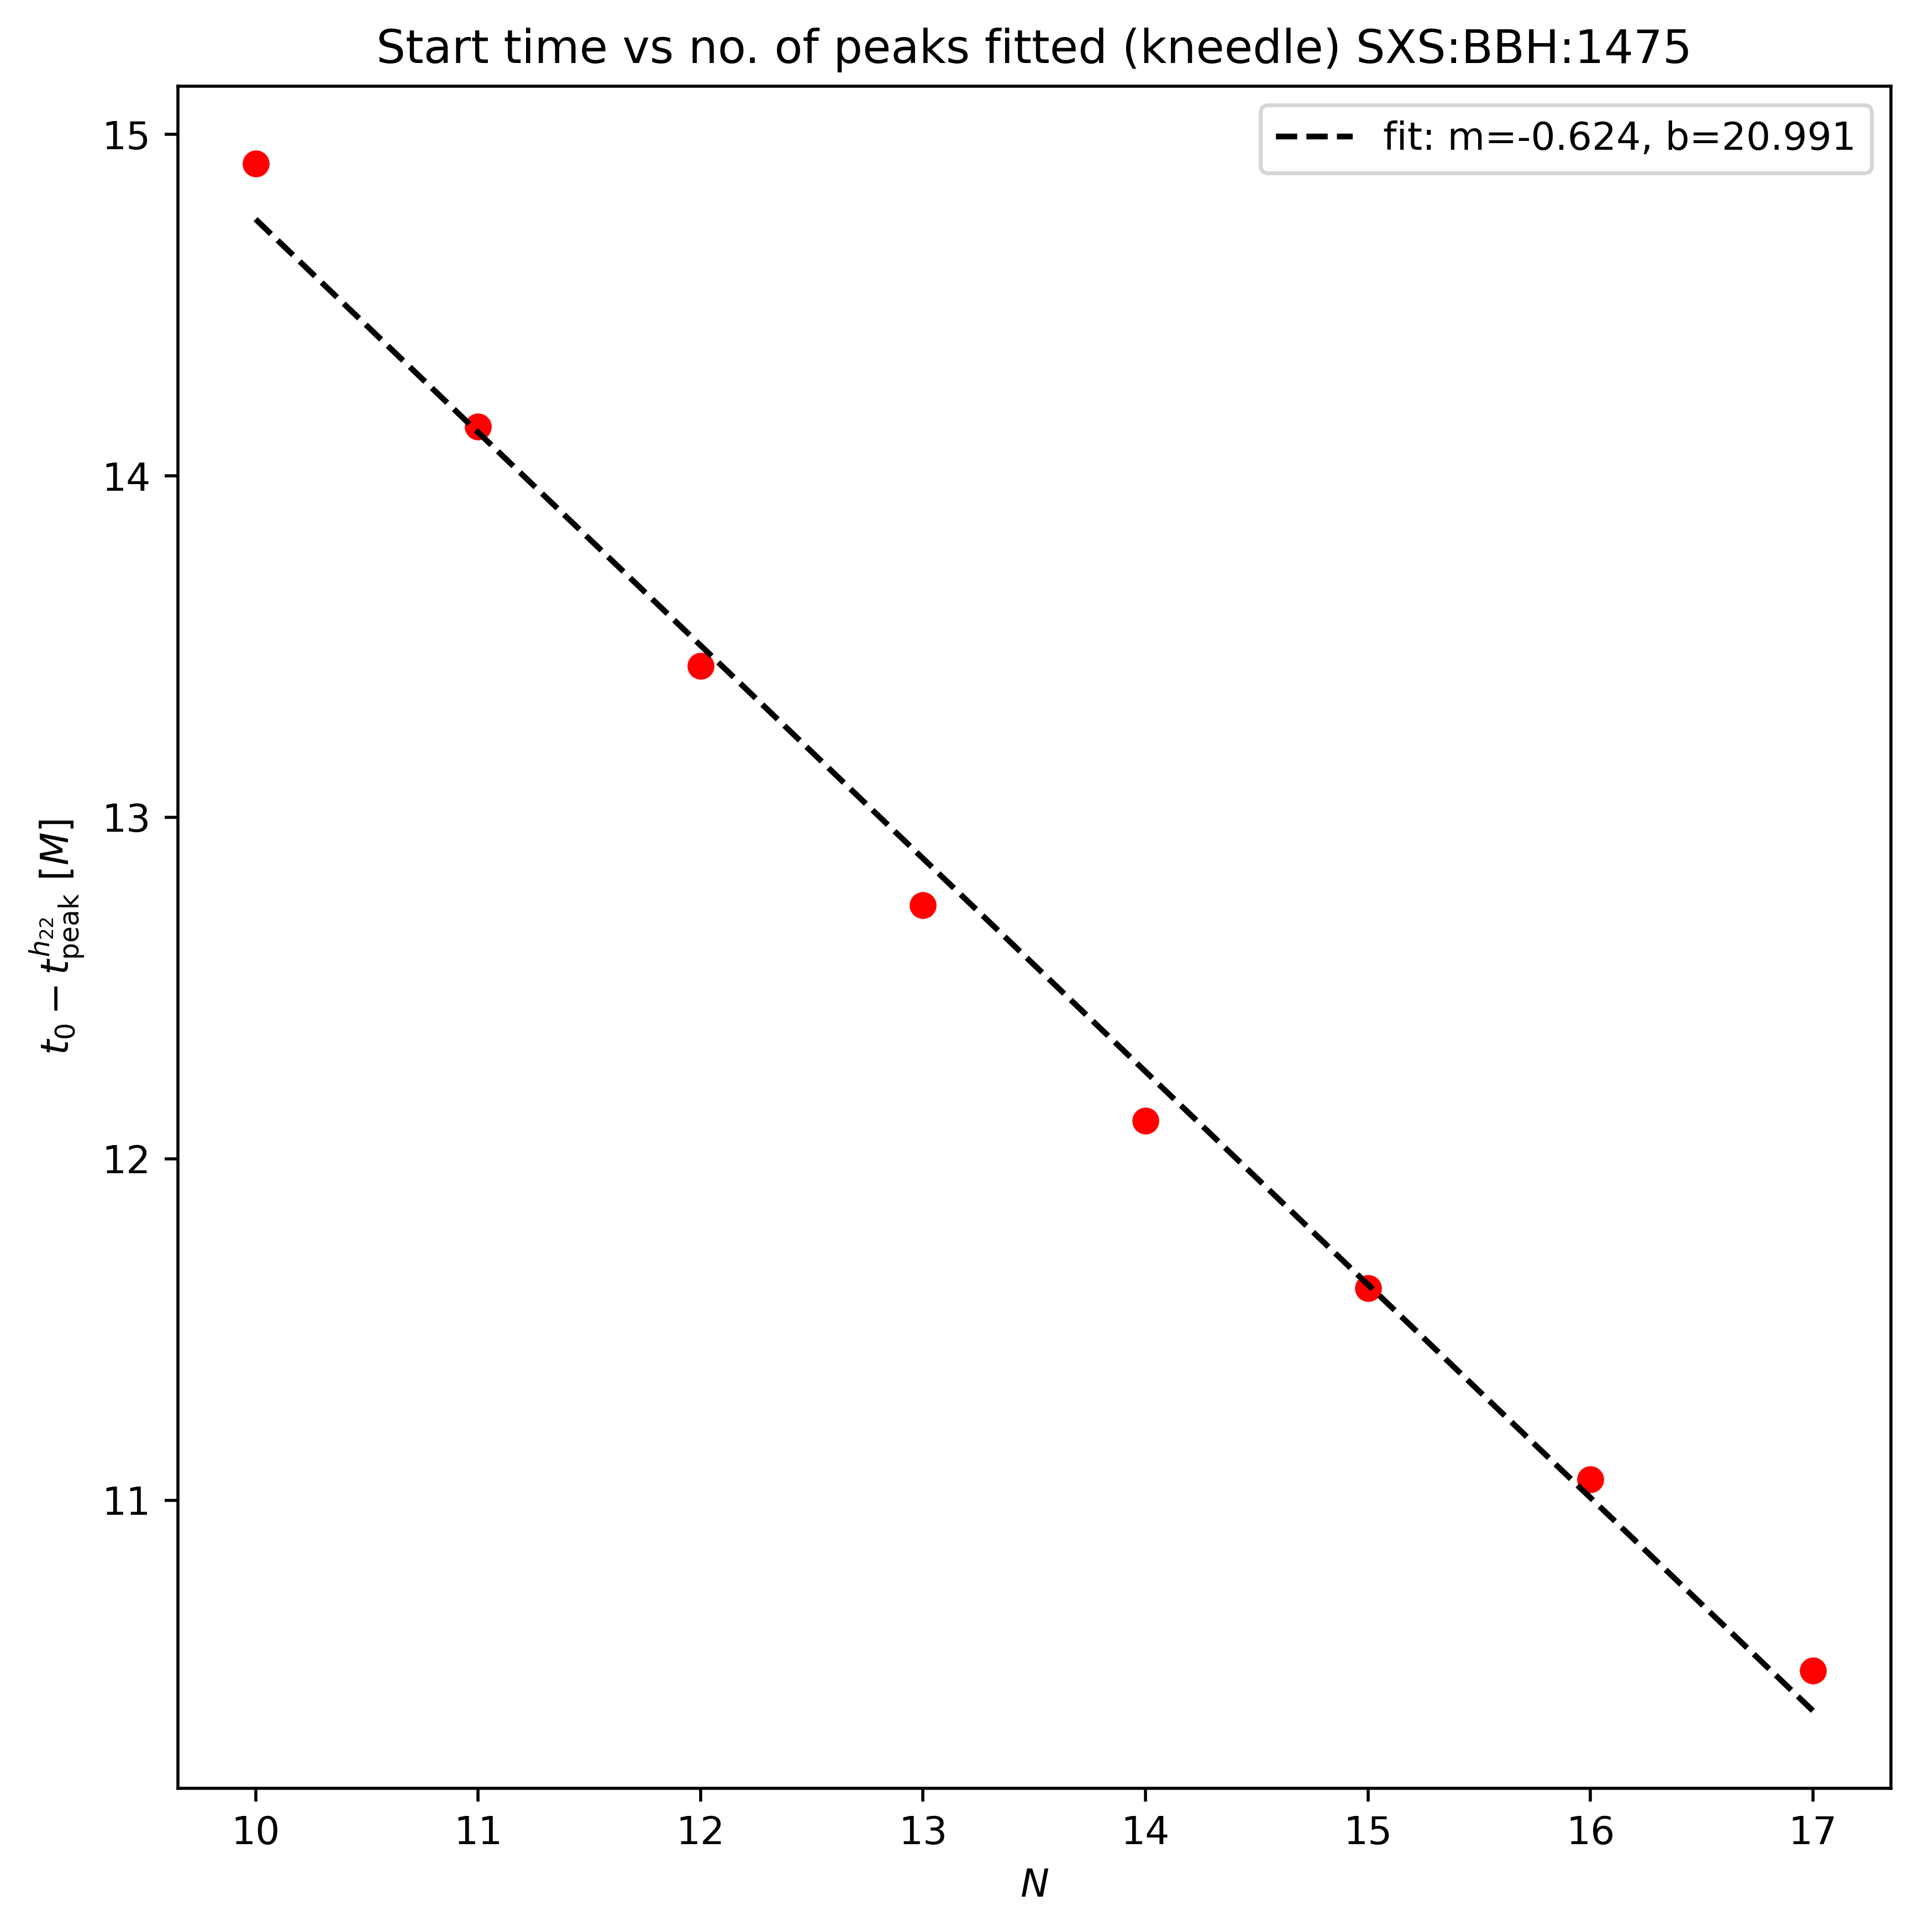 Start time vs no. of peaks fitted (kneedle) SXS:BBH:1475
fit: m=-0.624, b=20.991
15
14
13
12
11
t₀ − t_peak^{h₂₂} [M]
10 11 12 13 14 15 16 17
N